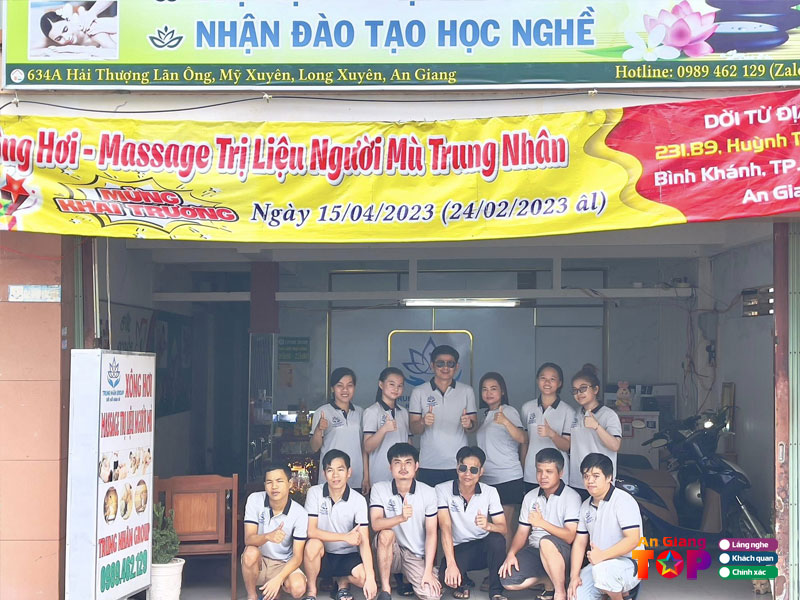 NHẬN ĐÀO TẠO HỌC NGHỀ
634A Hải Thượng Lãn Ông, Mỹ Xuyên, Long Xuyên, An Giang
Hotline: 0989 462 129 (Zalo
Hơi - Massage Trị Liệu Người Mù Trung Nhân
MỪNG
KHAI TRƯƠNG
Ngày 15/04/2023 (24/02/2023 âl)
DỜI TỪ
231.B9, Huỳnh
Bình Khánh, TP.
An
TRUNG NHÂN GROUP
XÔNG HƠI
MASSAGE TRỊ LIỆU NGƯỜI MÙ
TRUNG NHÂN GROUP
0989.462.129
An Giang
TOP
Lắng nghe
Khách quan
Chính xác